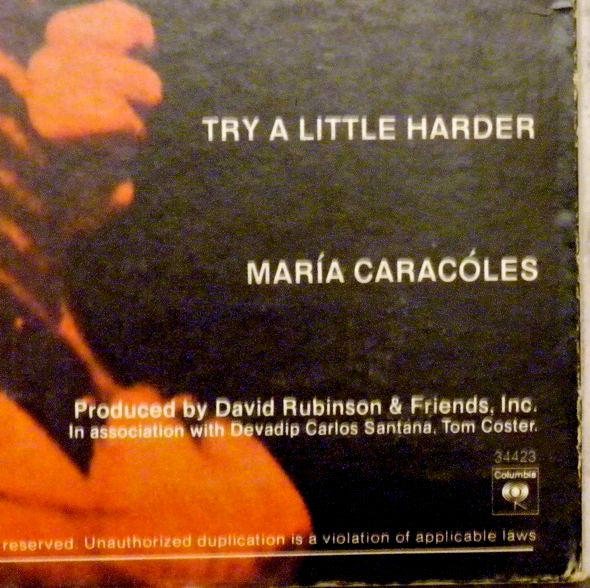 TRY A LITTLE HARDER
MARÍA CARACÓLES
Produced by David Rubinson & Friends, Inc.
In association with Devadip Carlos Santana, Tom Coster.
34423
Columbia
reserved. Unauthorized duplication is a violation of applicable laws